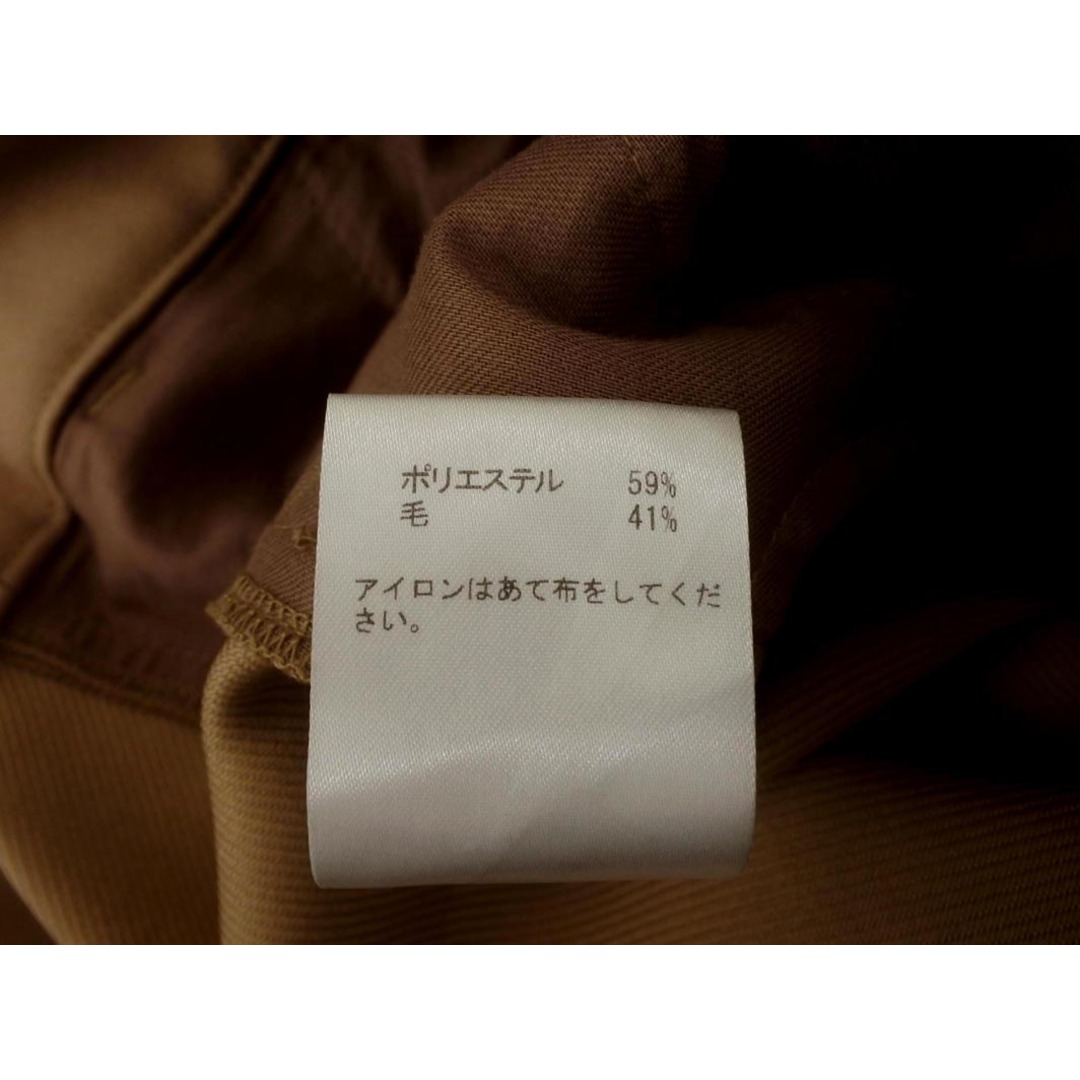 ポリエステル 59%
毛 41%
アイロンはあて布をしてくだ
さい。